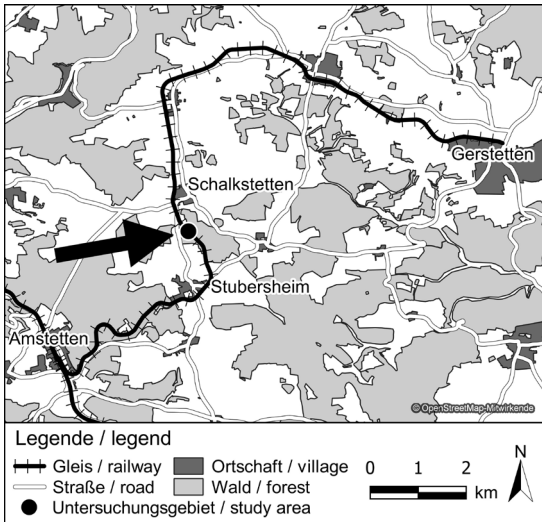 Gerstetten
Schalkstetten
Stubersheim
Amstetten
© OpenStreetMap-Mitwirkende
Legende / legend
Gleis / railway
Ortschaft / village
Straße / road
Wald / forest
Untersuchungsgebiet / study area
0 1 2
km
N